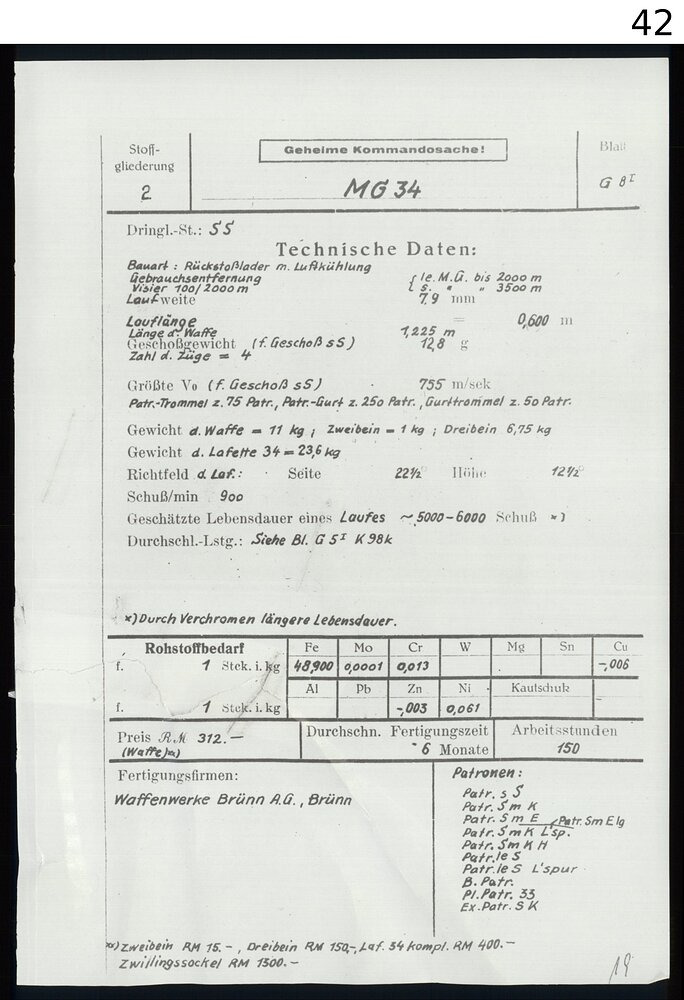 42
Stoff-
gliederung
2
Geheime Kommandosache!
MG 34
Blatt
G 8 I
Dringl.-St.: SS
Technische Daten:
Bauart : Rückstoßlader m. Luftkühlung
Gebrauchsentfernung { le. M.G. bis 2000 m
Visier 100/2000 m { s. " " 3500 m
Laufweite 7,9 mm
Lauflänge = 0,600 m
Länge d. Waffe 1,225 m
Geschoßgewicht (f. Geschoß s S) 12,8 g
Zahl d. Züge = 4
Größte Vo (f. Geschoß sS) 755 m/sek
Patr.-Trommel z. 75 Patr., Patr.-Gurt z. 250 Patr., Gurttrommel z. 50 Patr.
Gewicht d. Waffe = 11 kg ; Zweibein = 1 kg ; Dreibein 6,75 kg
Gewicht d. Lafette 34 = 23,6 kg
Richtfeld d. Laf.: Seite 22½° Höhe 12½°
Schuß/min 900
Geschätzte Lebensdauer eines Laufes ~ 5000-6000 Schuß x)
Durchschl.-Lstg.: Siehe Bl. G 5 I K 98k
x) Durch Verchromen längere Lebensdauer.
Rohstoffbedarf Fe Mo Cr W Mg Sn Cu
f. 1 Stck. i. kg 48,900 0,0001 0,013 -,006
Al Pb Zn Ni Kautschuk
f. 1 Stck. i. kg -,003 0,061
Preis RM 312.—
(Waffe)xx)
Durchschn. Fertigungszeit
6 Monate
Arbeitsstunden
150
Fertigungsfirmen:
Waffenwerke Brünn A.G., Brünn
Patronen:
Patr. s S
Patr. S m K
Patr. S m E / Patr. Sm E lg
Patr. S m K L'sp.
Patr. S m K H
Patr. le S
Patr. le S L'spur
B. Patr.
Pl. Patr. 33
Ex. Patr. S K
xx) Zweibein RM 15.-, Dreibein RM 150,-, Laf. 34 kompl. RM 400.—
Zwillingssockel RM 1300.—
19